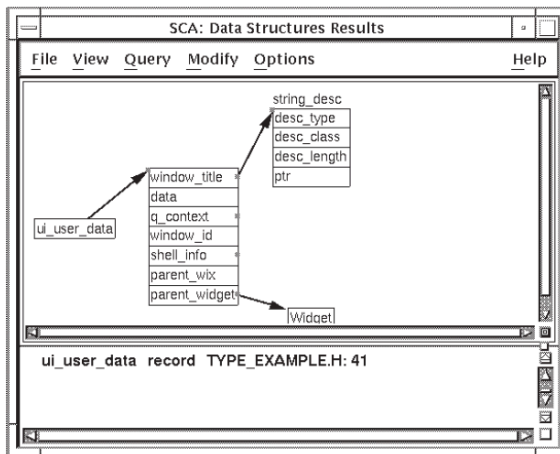 SCA: Data Structures Results
File View Query Modify Options Help
string_desc
desc_type
desc_class
desc_length
ptr
window_title
data
q_context
window_id
shell_info
parent_wix
parent_widget
ui_user_data
Widget
ui_user_data record TYPE_EXAMPLE.H: 41